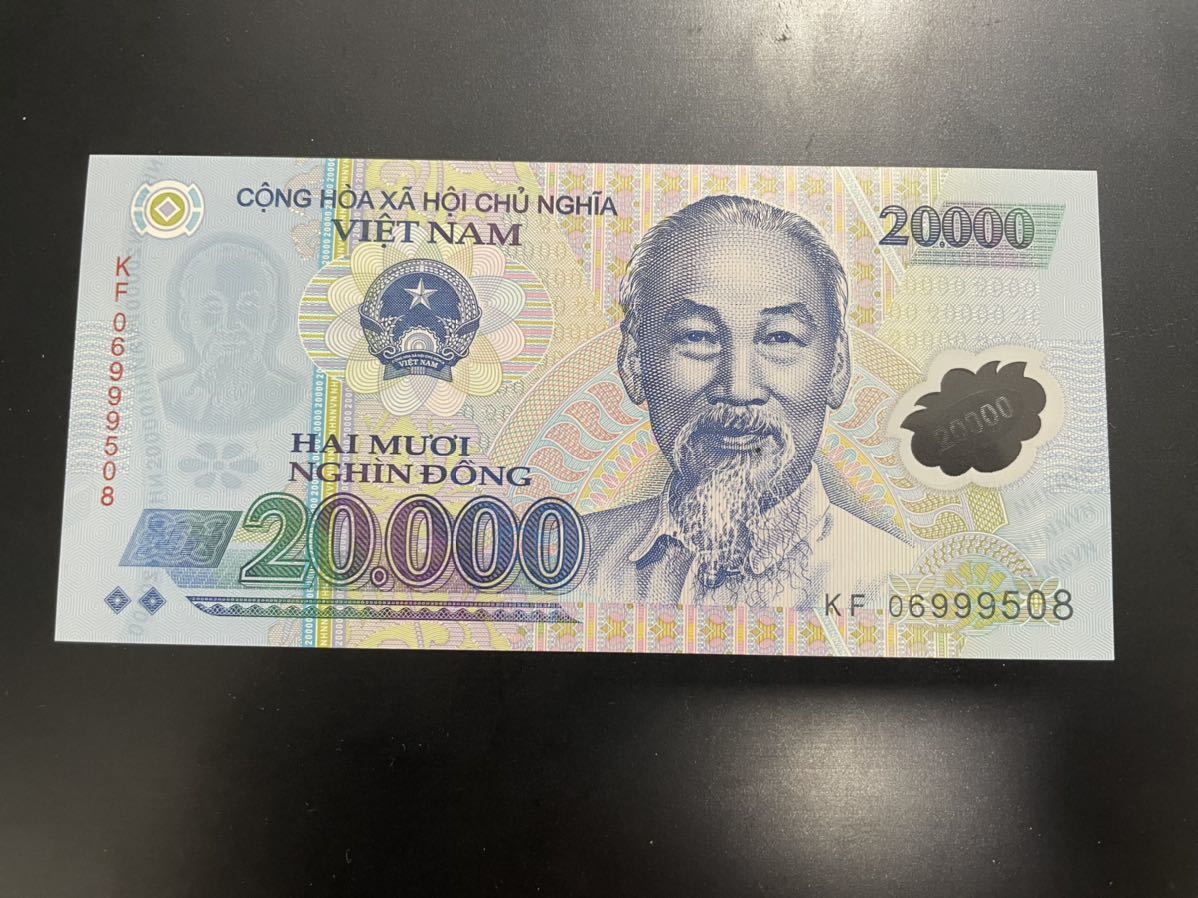 CỘNG HÒA XÃ HỘI CHỦ NGHĨA
VIỆT NAM
20.000
KF 06999508
VIỆT NAM
20000
HAI MƯƠI
NGHÌN ĐỒNG
20.000
KF 06999508